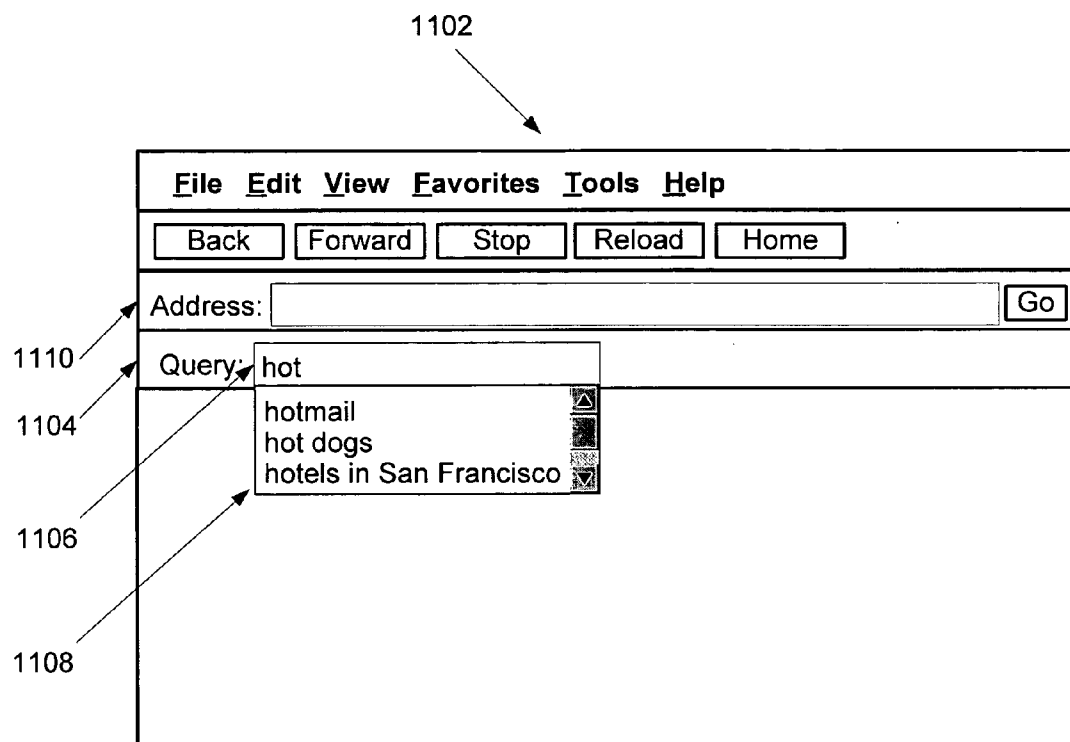 1102
File Edit View Favorites Tools Help
Back Forward Stop Reload Home
Address: Go
1110
Query: hot
1104
hotmail
hot dogs
hotels in San Francisco
1106
1108